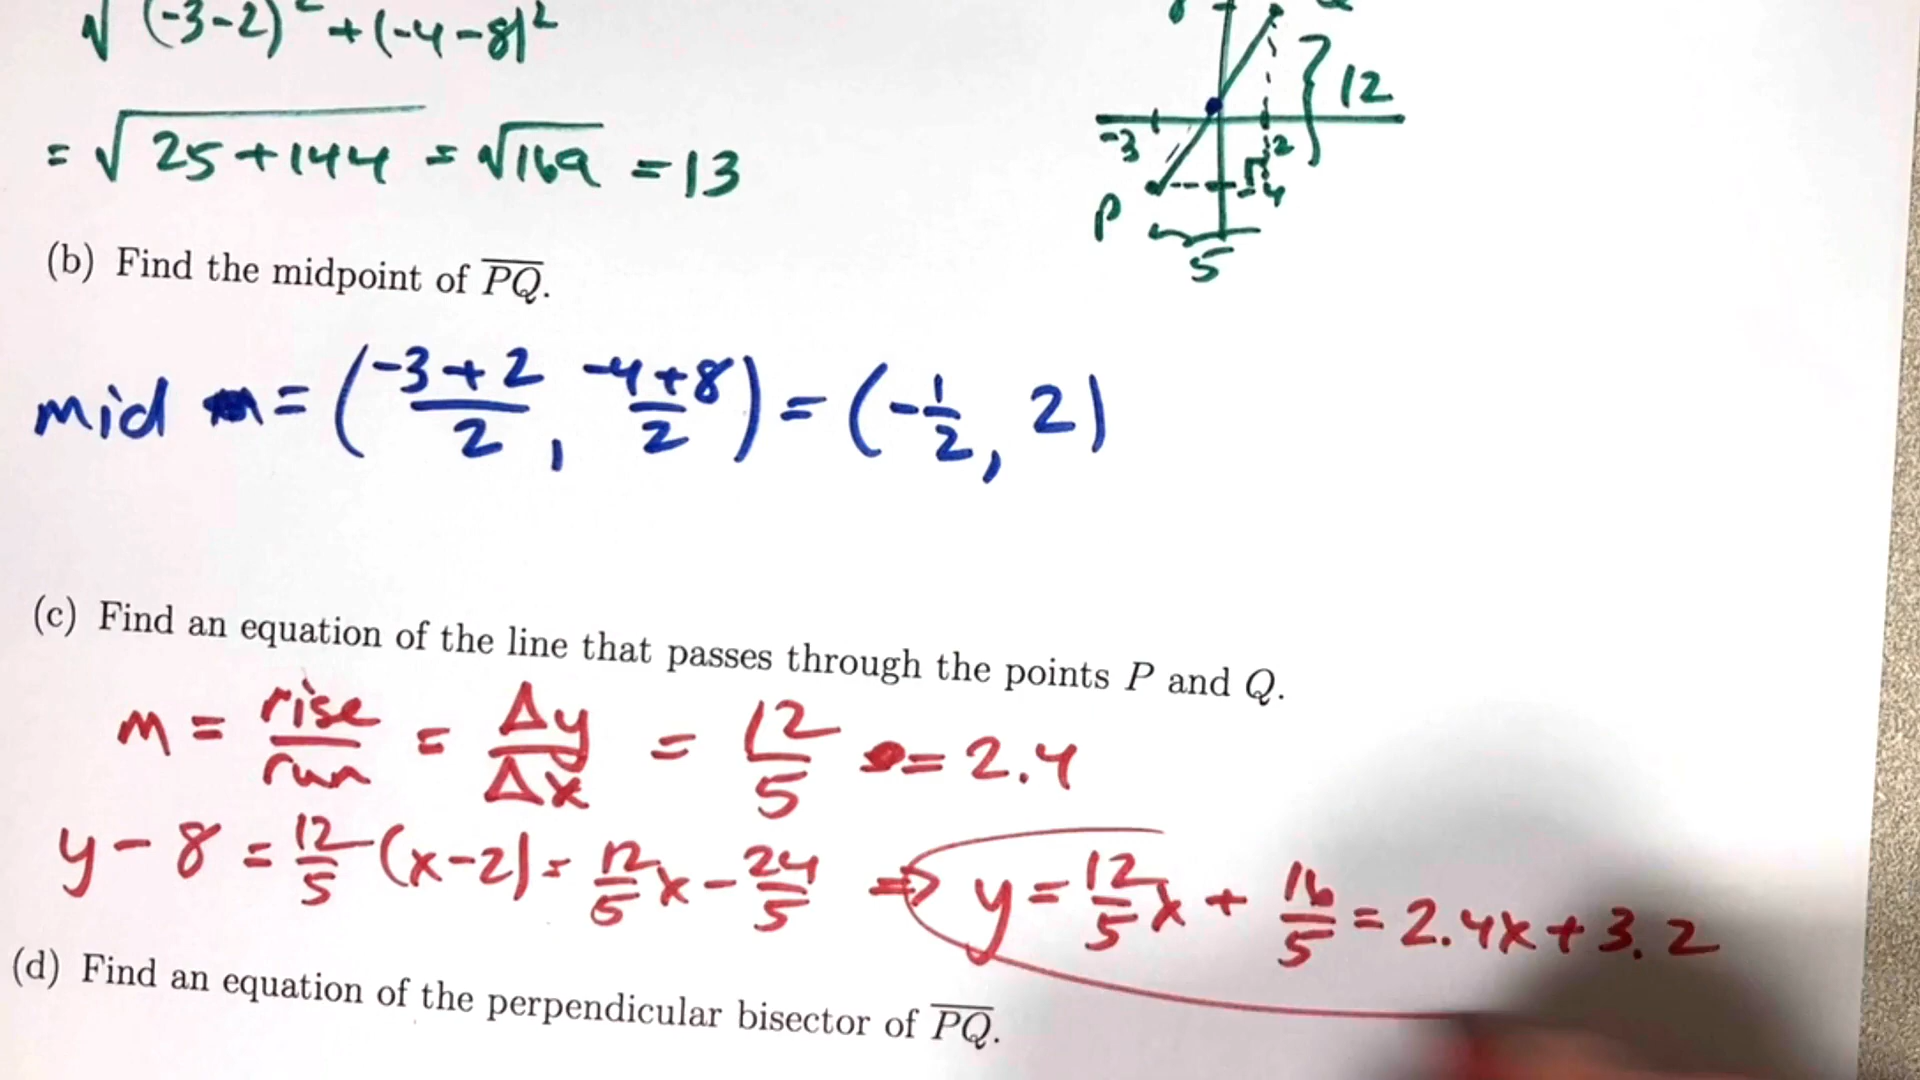 √(-3-2)² + (-4-8)²
= √25+144 = √169 = 13
12
-3
2
-4
P
5
(b) Find the midpoint of PQ.
mid m = (-3+2/2, -4+8/2) = (-1/2, 2)
(c) Find an equation of the line that passes through the points P and Q.
m = rise/run = Δy/Δx = 12/5 = 2.4
y - 8 = 12/5 (x-2) = 12/5 x - 24/5 ⇒ y = 12/5 x + 16/5 = 2.4x + 3.2
(d) Find an equation of the perpendicular bisector of PQ.